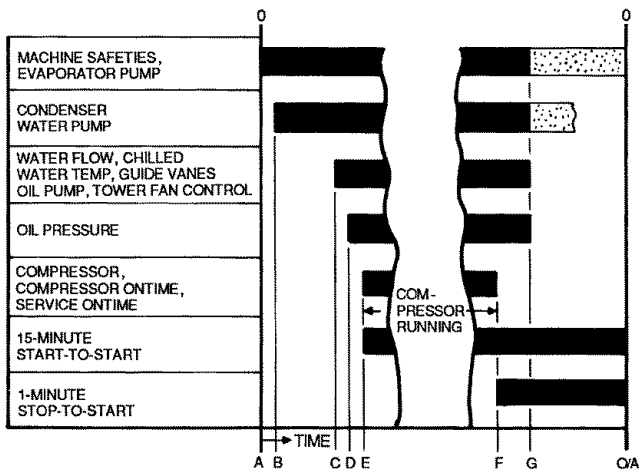 0 0
MACHINE SAFETIES,
EVAPORATOR PUMP
CONDENSER
WATER PUMP
WATER FLOW, CHILLED
WATER TEMP, GUIDE VANES
OIL PUMP, TOWER FAN CONTROL
OIL PRESSURE
COMPRESSOR,
COMPRESSOR ONTIME,
SERVICE ONTIME
COM-
PRESSOR
RUNNING
15-MINUTE
START-TO-START
1-MINUTE
STOP-TO-START
TIME
A B C D E F G O/A